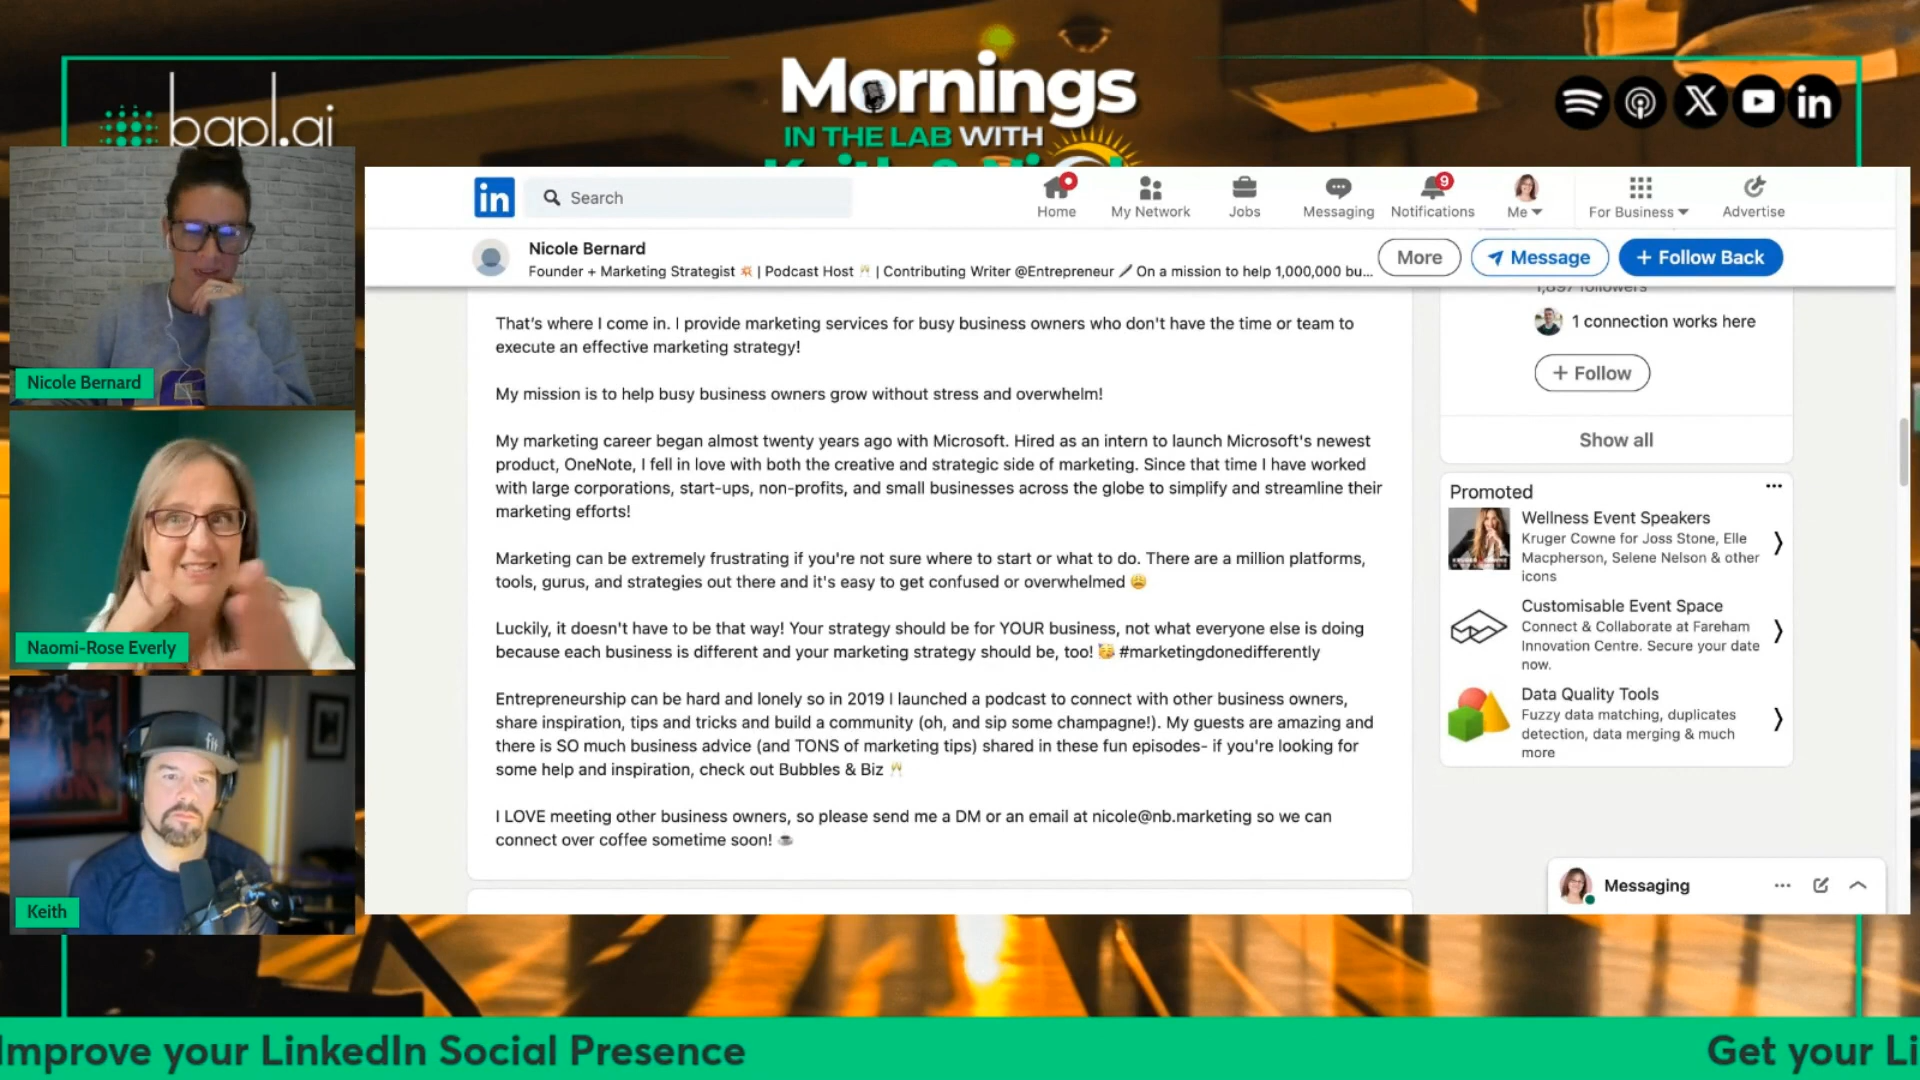 bapl.ai
Mornings
IN THE LAB WITH
in
Search
Home
My Network
Jobs
Messaging
9
Notifications
Me
For Business
Advertise
Nicole Bernard
Founder + Marketing Strategist 💥 | Podcast Host 🥂 | Contributing Writer @Entrepreneur 🖊 On a mission to help 1,000,000 bu...
More
Message
+ Follow Back
That’s where I come in. I provide marketing services for busy business owners who don't have the time or team to
execute an effective marketing strategy!
My mission is to help busy business owners grow without stress and overwhelm!
My marketing career began almost twenty years ago with Microsoft. Hired as an intern to launch Microsoft's newest
product, OneNote, I fell in love with both the creative and strategic side of marketing. Since that time I have worked
with large corporations, start-ups, non-profits, and small businesses across the globe to simplify and streamline their
marketing efforts!
Marketing can be extremely frustrating if you're not sure where to start or what to do. There are a million platforms,
tools, gurus, and strategies out there and it's easy to get confused or overwhelmed 😩
Luckily, it doesn't have to be that way! Your strategy should be for YOUR business, not what everyone else is doing
because each business is different and your marketing strategy should be, too! 🥳 #marketingdonedifferently
Entrepreneurship can be hard and lonely so in 2019 I launched a podcast to connect with other business owners,
share inspiration, tips and tricks and build a community (oh, and sip some champagne!). My guests are amazing and
there is SO much business advice (and TONS of marketing tips) shared in these fun episodes- if you're looking for
some help and inspiration, check out Bubbles & Biz 🥂
I LOVE meeting other business owners, so please send me a DM or an email at nicole@nb.marketing so we can
connect over coffee sometime soon! ☕
1,897 followers
1 connection works here
+ Follow
Show all
Promoted
Wellness Event Speakers
Kruger Cowne for Joss Stone, Elle
Macpherson, Selene Nelson & other
icons
Customisable Event Space
Connect & Collaborate at Fareham
Innovation Centre. Secure your date
now.
Data Quality Tools
Fuzzy data matching, duplicates
detection, data merging & much
more
Messaging
Nicole Bernard
Naomi-Rose Everly
fit
Keith
Improve your LinkedIn Social Presence
Get your Li